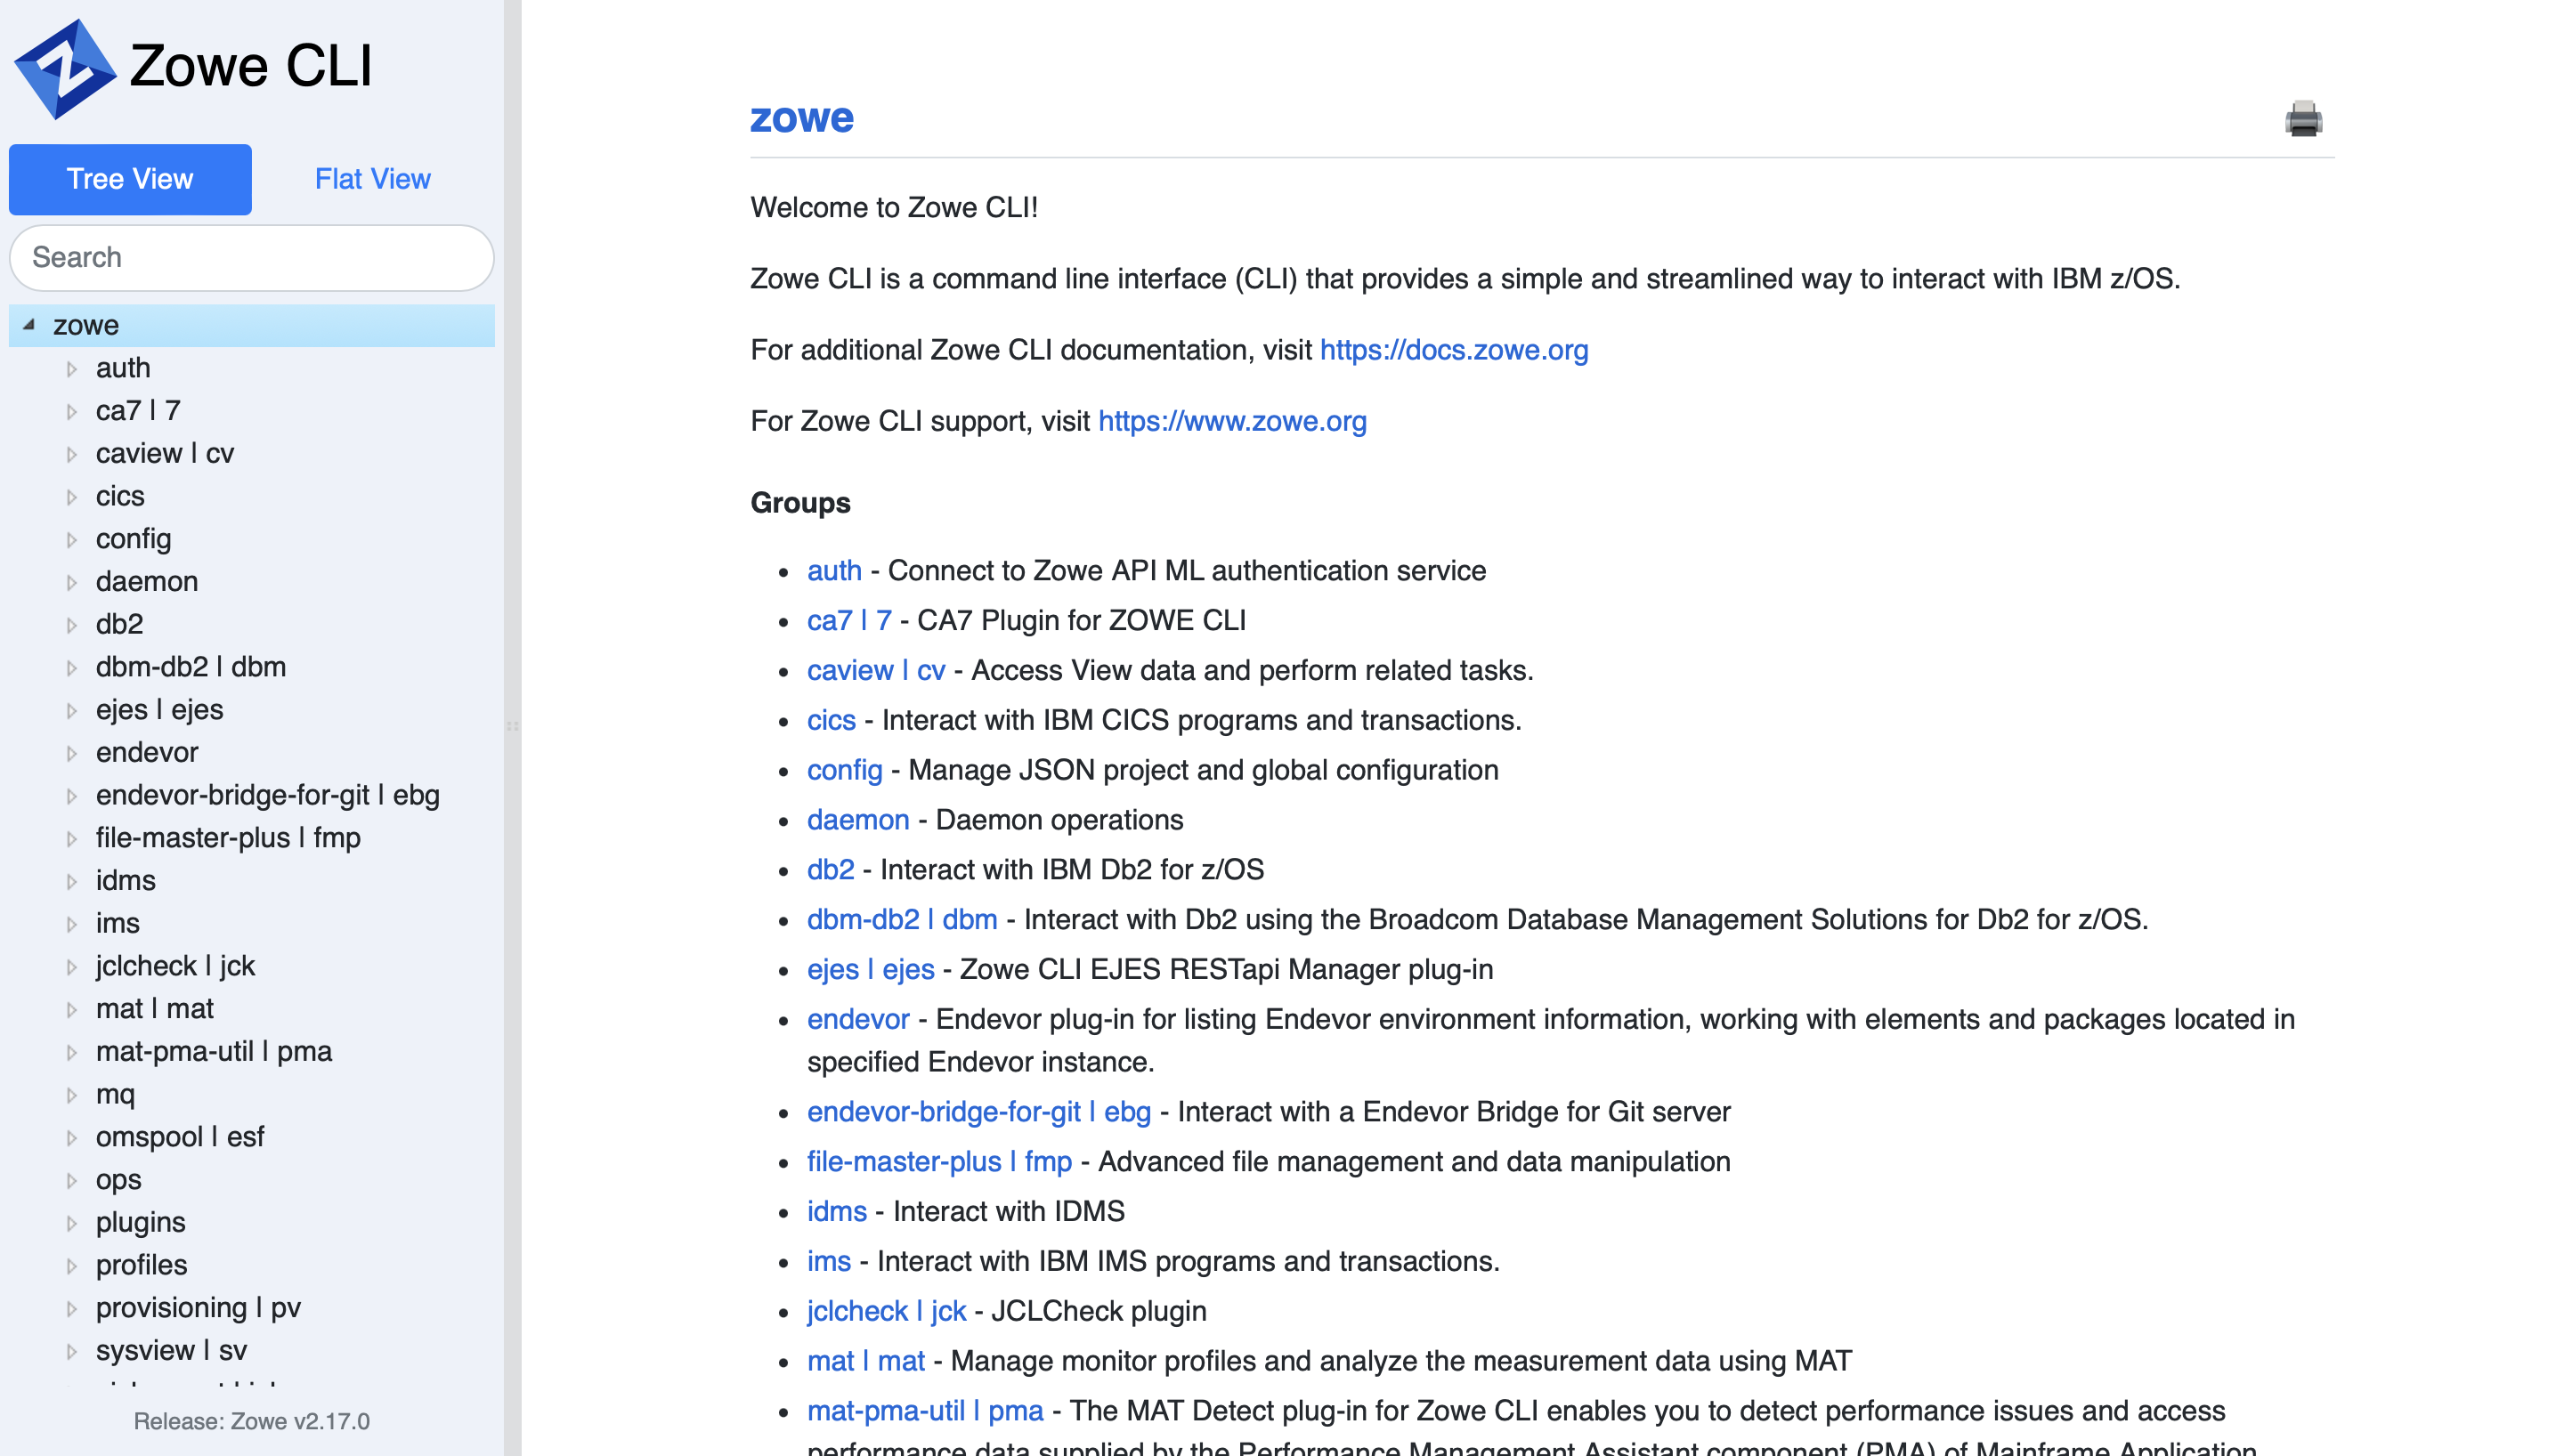 Zowe CLI
Tree View
Flat View
Search
zowe
auth
ca7 | 7
caview | cv
cics
config
daemon
db2
dbm-db2 | dbm
ejes | ejes
endevor
endevor-bridge-for-git | ebg
file-master-plus | fmp
idms
ims
jclcheck | jck
mat | mat
mat-pma-util | pma
mq
omspool | esf
ops
plugins
profiles
provisioning | pv
sysview | sv
Release: Zowe v2.17.0
zowe
Welcome to Zowe CLI!
Zowe CLI is a command line interface (CLI) that provides a simple and streamlined way to interact with IBM z/OS.
For additional Zowe CLI documentation, visit https://docs.zowe.org
For Zowe CLI support, visit https://www.zowe.org
Groups
auth - Connect to Zowe API ML authentication service
ca7 | 7 - CA7 Plugin for ZOWE CLI
caview | cv - Access View data and perform related tasks.
cics - Interact with IBM CICS programs and transactions.
config - Manage JSON project and global configuration
daemon - Daemon operations
db2 - Interact with IBM Db2 for z/OS
dbm-db2 | dbm - Interact with Db2 using the Broadcom Database Management Solutions for Db2 for z/OS.
ejes | ejes - Zowe CLI EJES RESTapi Manager plug-in
endevor - Endevor plug-in for listing Endevor environment information, working with elements and packages located in
specified Endevor instance.
endevor-bridge-for-git | ebg - Interact with a Endevor Bridge for Git server
file-master-plus | fmp - Advanced file management and data manipulation
idms - Interact with IDMS
ims - Interact with IBM IMS programs and transactions.
jclcheck | jck - JCLCheck plugin
mat | mat - Manage monitor profiles and analyze the measurement data using MAT
mat-pma-util | pma - The MAT Detect plug-in for Zowe CLI enables you to detect performance issues and access
performance data supplied by the Performance Management Assistant component (PMA) of Mainframe Application